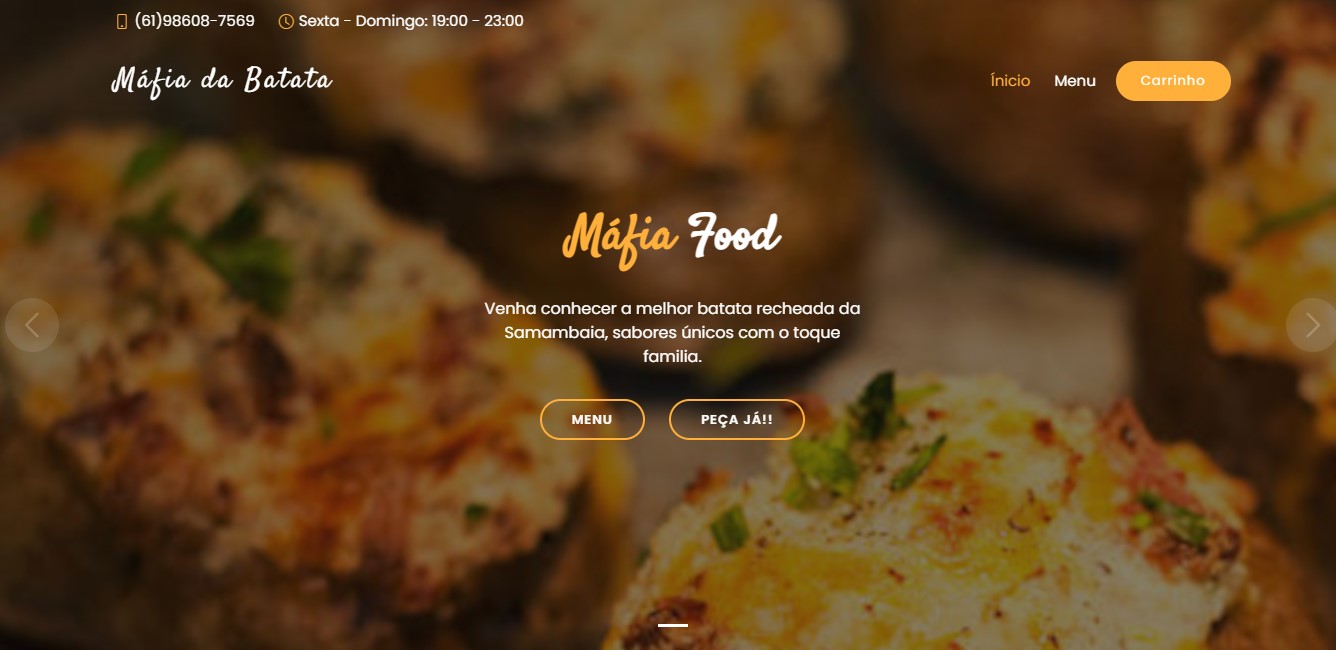 (61)98608-7569 Sexta - Domingo: 19:00 - 23:00
Máfia da Batata
Ínicio Menu Carrinho
Máfia Food
Venha conhecer a melhor batata recheada da
Samambaia, sabores únicos com o toque
familia.
MENU PEÇA JÁ!!